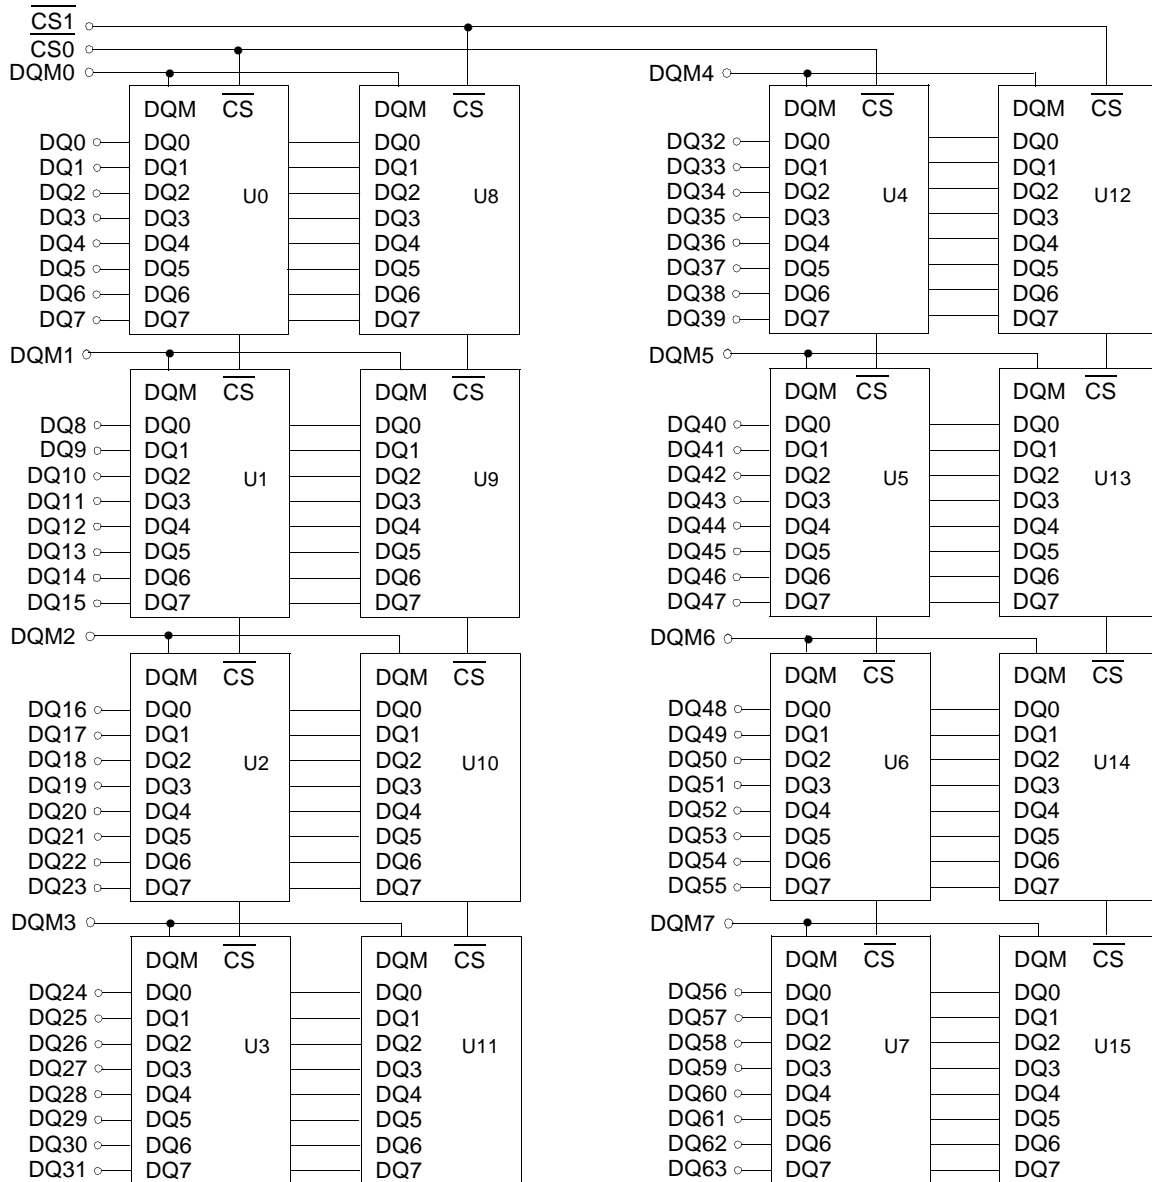 CS1
CS0
DQM0
DQM CS
DQ0 DQ0
DQ1 DQ1
DQ2 DQ2
DQ3 DQ3
DQ4 DQ4
DQ5 DQ5
DQ6 DQ6
DQ7 DQ7
U0
DQM CS
DQ0
DQ1
DQ2
DQ3
DQ4
DQ5
DQ6
DQ7
U8
DQM1
DQM CS
DQ8 DQ0
DQ9 DQ1
DQ10 DQ2
DQ11 DQ3
DQ12 DQ4
DQ13 DQ5
DQ14 DQ6
DQ15 DQ7
U1
DQM CS
DQ0
DQ1
DQ2
DQ3
DQ4
DQ5
DQ6
DQ7
U9
DQM2
DQM CS
DQ16 DQ0
DQ17 DQ1
DQ18 DQ2
DQ19 DQ3
DQ20 DQ4
DQ21 DQ5
DQ22 DQ6
DQ23 DQ7
U2
DQM CS
DQ0
DQ1
DQ2
DQ3
DQ4
DQ5
DQ6
DQ7
U10
DQM3
DQM CS
DQ24 DQ0
DQ25 DQ1
DQ26 DQ2
DQ27 DQ3
DQ28 DQ4
DQ29 DQ5
DQ30 DQ6
DQ31 DQ7
U3
DQM CS
DQ0
DQ1
DQ2
DQ3
DQ4
DQ5
DQ6
DQ7
U11
DQM4
DQM CS
DQ32 DQ0
DQ33 DQ1
DQ34 DQ2
DQ35 DQ3
DQ36 DQ4
DQ37 DQ5
DQ38 DQ6
DQ39 DQ7
U4
DQM CS
DQ0
DQ1
DQ2
DQ3
DQ4
DQ5
DQ6
DQ7
U12
DQM5
DQM CS
DQ40 DQ0
DQ41 DQ1
DQ42 DQ2
DQ43 DQ3
DQ44 DQ4
DQ45 DQ5
DQ46 DQ6
DQ47 DQ7
U5
DQM CS
DQ0
DQ1
DQ2
DQ3
DQ4
DQ5
DQ6
DQ7
U13
DQM6
DQM CS
DQ48 DQ0
DQ49 DQ1
DQ50 DQ2
DQ51 DQ3
DQ52 DQ4
DQ53 DQ5
DQ54 DQ6
DQ55 DQ7
U6
DQM CS
DQ0
DQ1
DQ2
DQ3
DQ4
DQ5
DQ6
DQ7
U14
DQM7
DQM CS
DQ56 DQ0
DQ57 DQ1
DQ58 DQ2
DQ59 DQ3
DQ60 DQ4
DQ61 DQ5
DQ62 DQ6
DQ63 DQ7
U7
DQM CS
DQ0
DQ1
DQ2
DQ3
DQ4
DQ5
DQ6
DQ7
U15